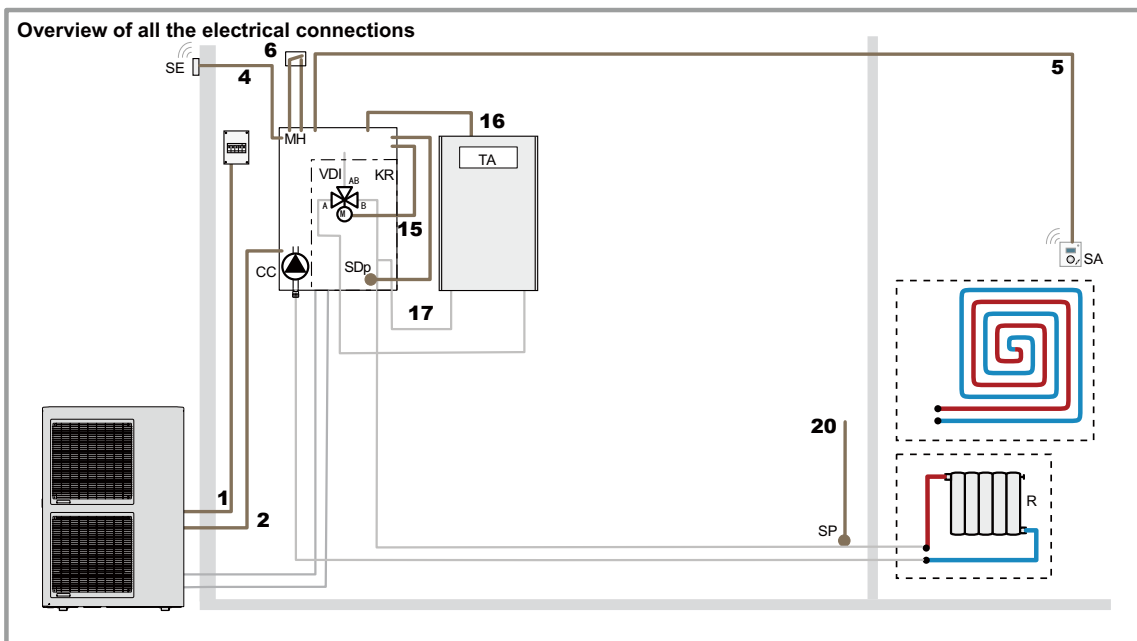 Overview of all the electrical connections
6
SE
4
5
MH
16
TA
VDI
KR
AB
A
B
M
15
SA
CC
SDp
17
20
1
2
SP
R